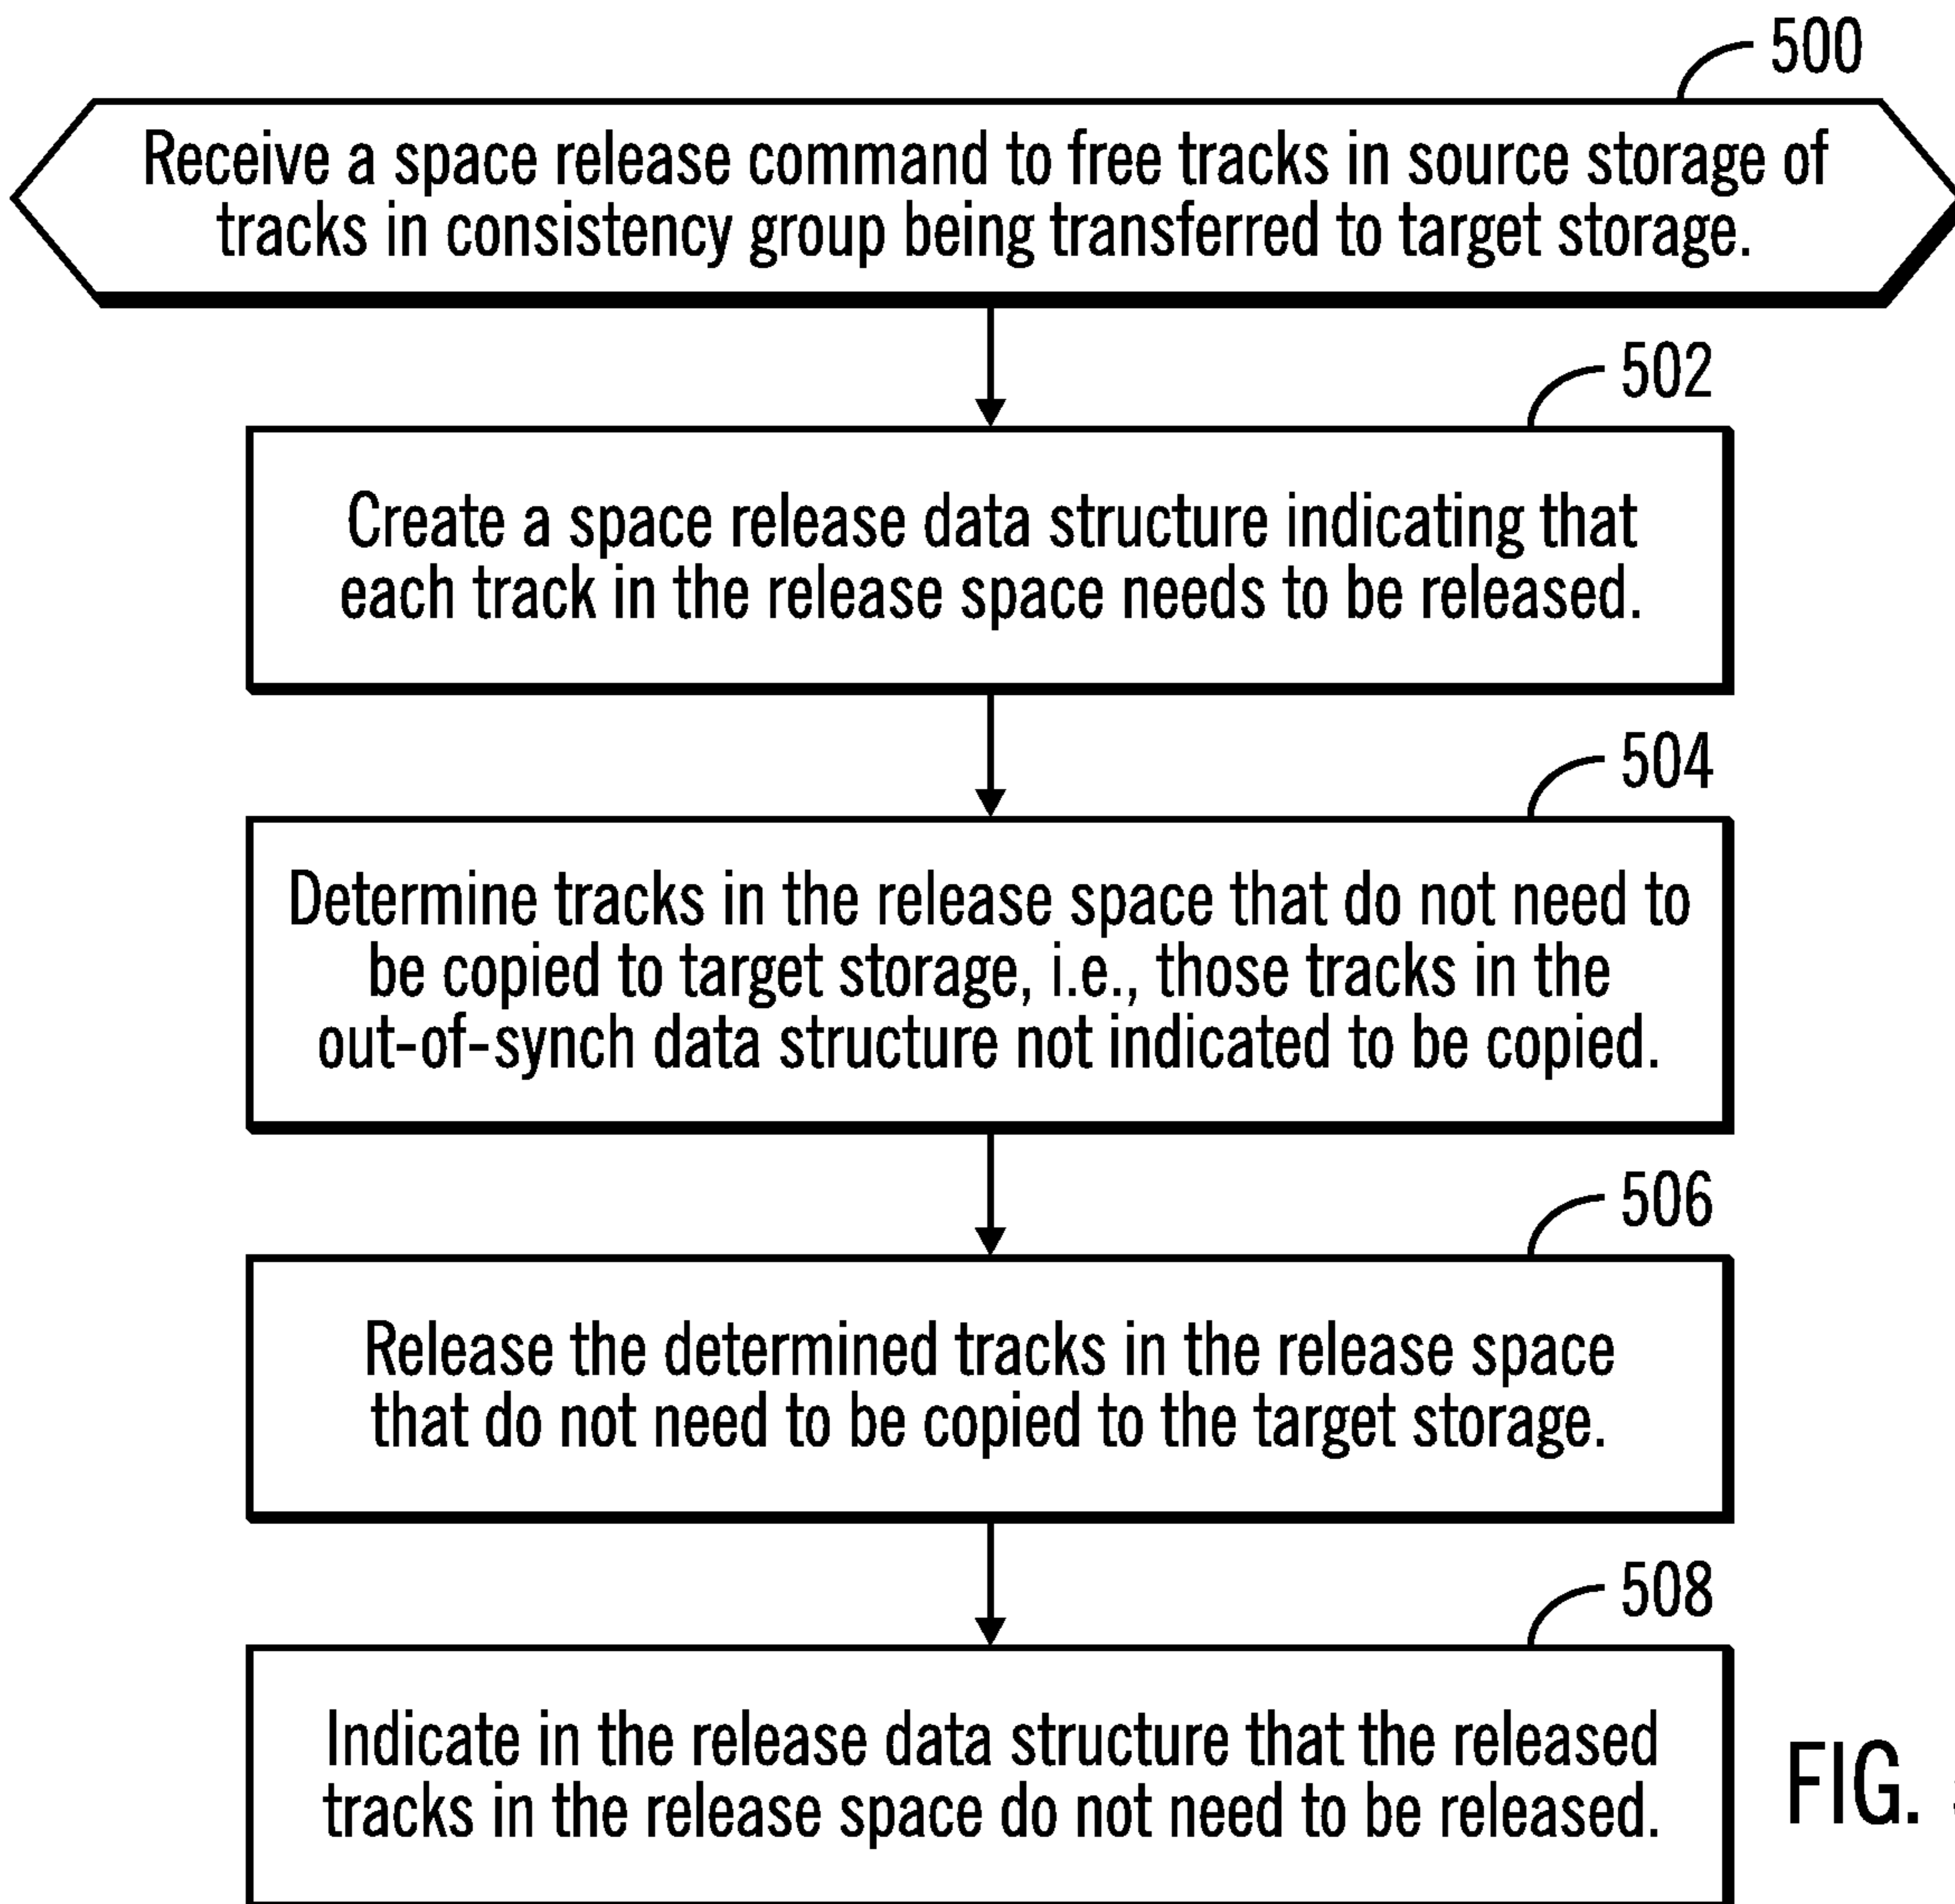 500
Receive a space release command to free tracks in source storage of
tracks in consistency group being transferred to target storage.
502
Create a space release data structure indicating that
each track in the release space needs to be released.
504
Determine tracks in the release space that do not need to
be copied to target storage, i.e., those tracks in the
out-of-synch data structure not indicated to be copied.
506
Release the determined tracks in the release space
that do not need to be copied to the target storage.
508
Indicate in the release data structure that the released
tracks in the release space do not need to be released.
FIG.